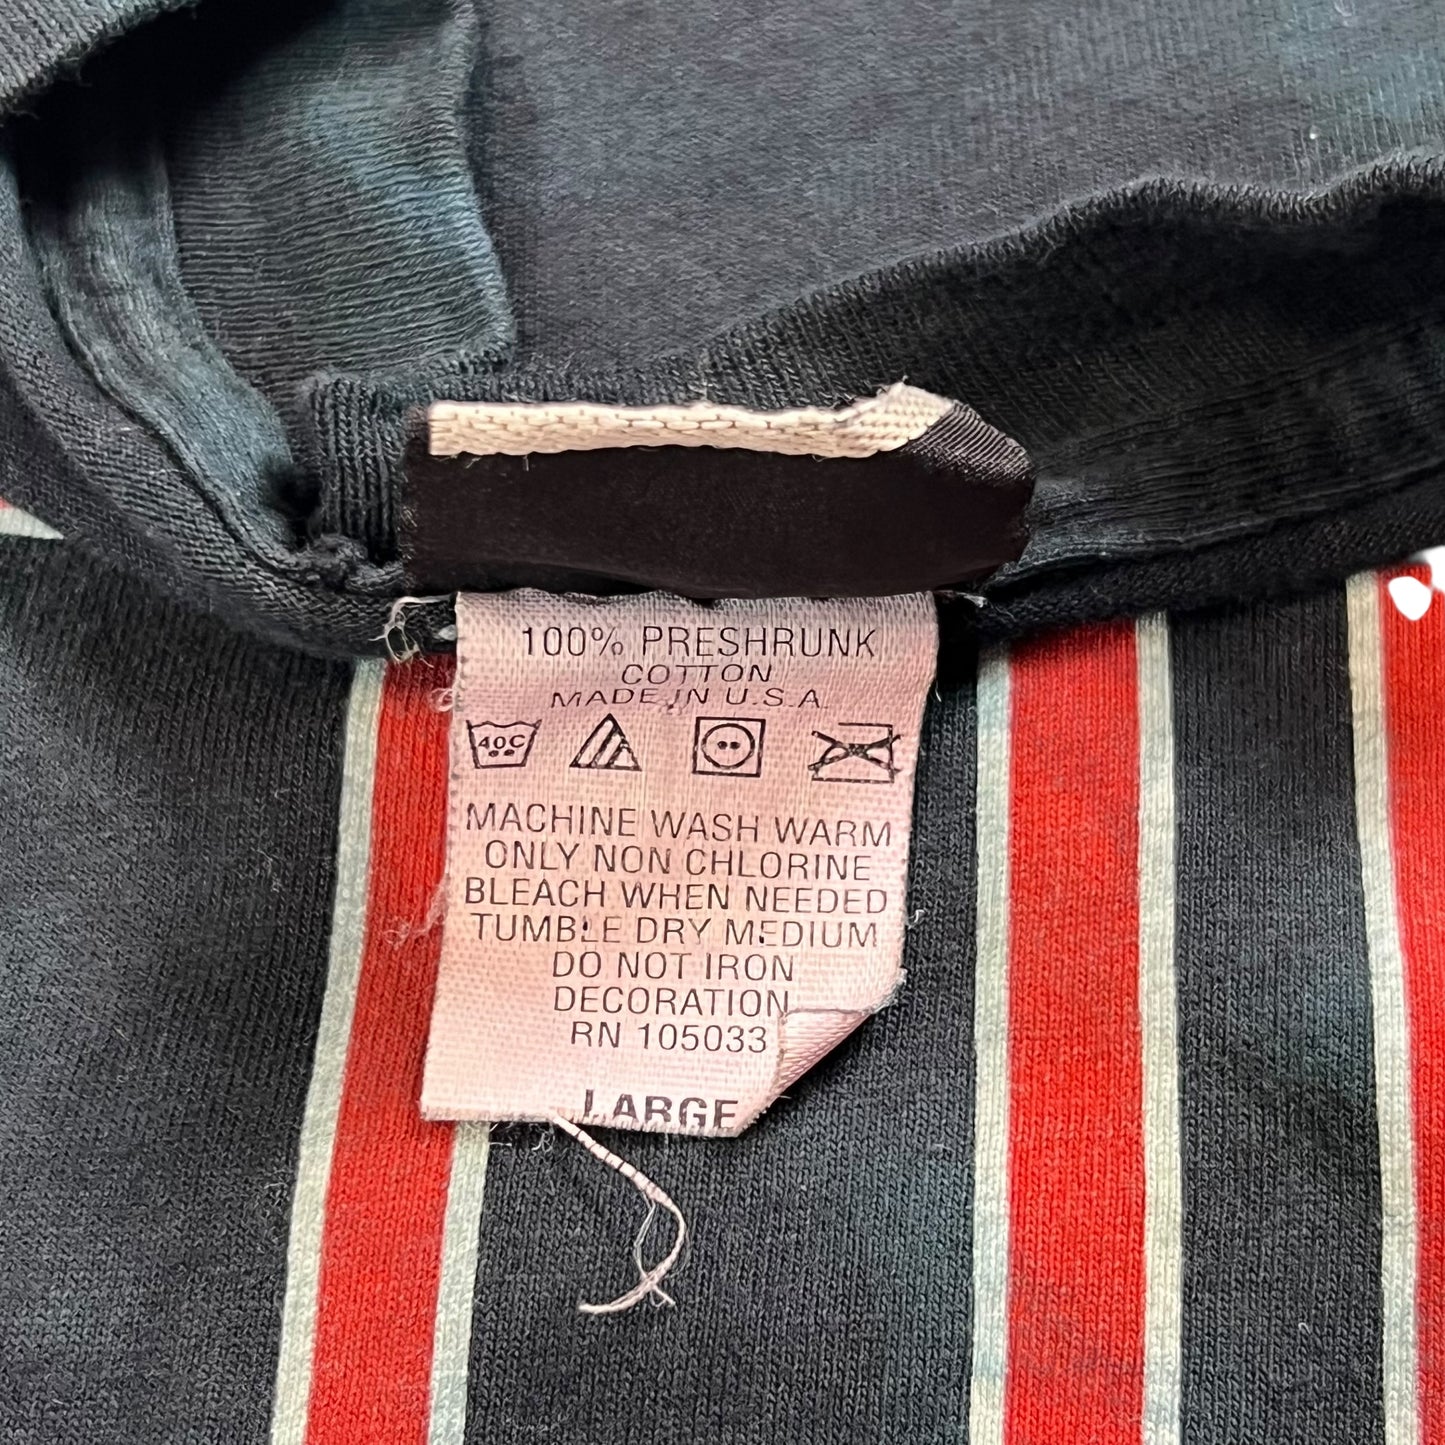 100% PRESHRUNK
COTTON
MADE IN U.S.A.
40C
MACHINE WASH WARM
ONLY NON CHLORINE
BLEACH WHEN NEEDED
TUMBLE DRY MEDIUM
DO NOT IRON
DECORATION
RN 105033
LARGE